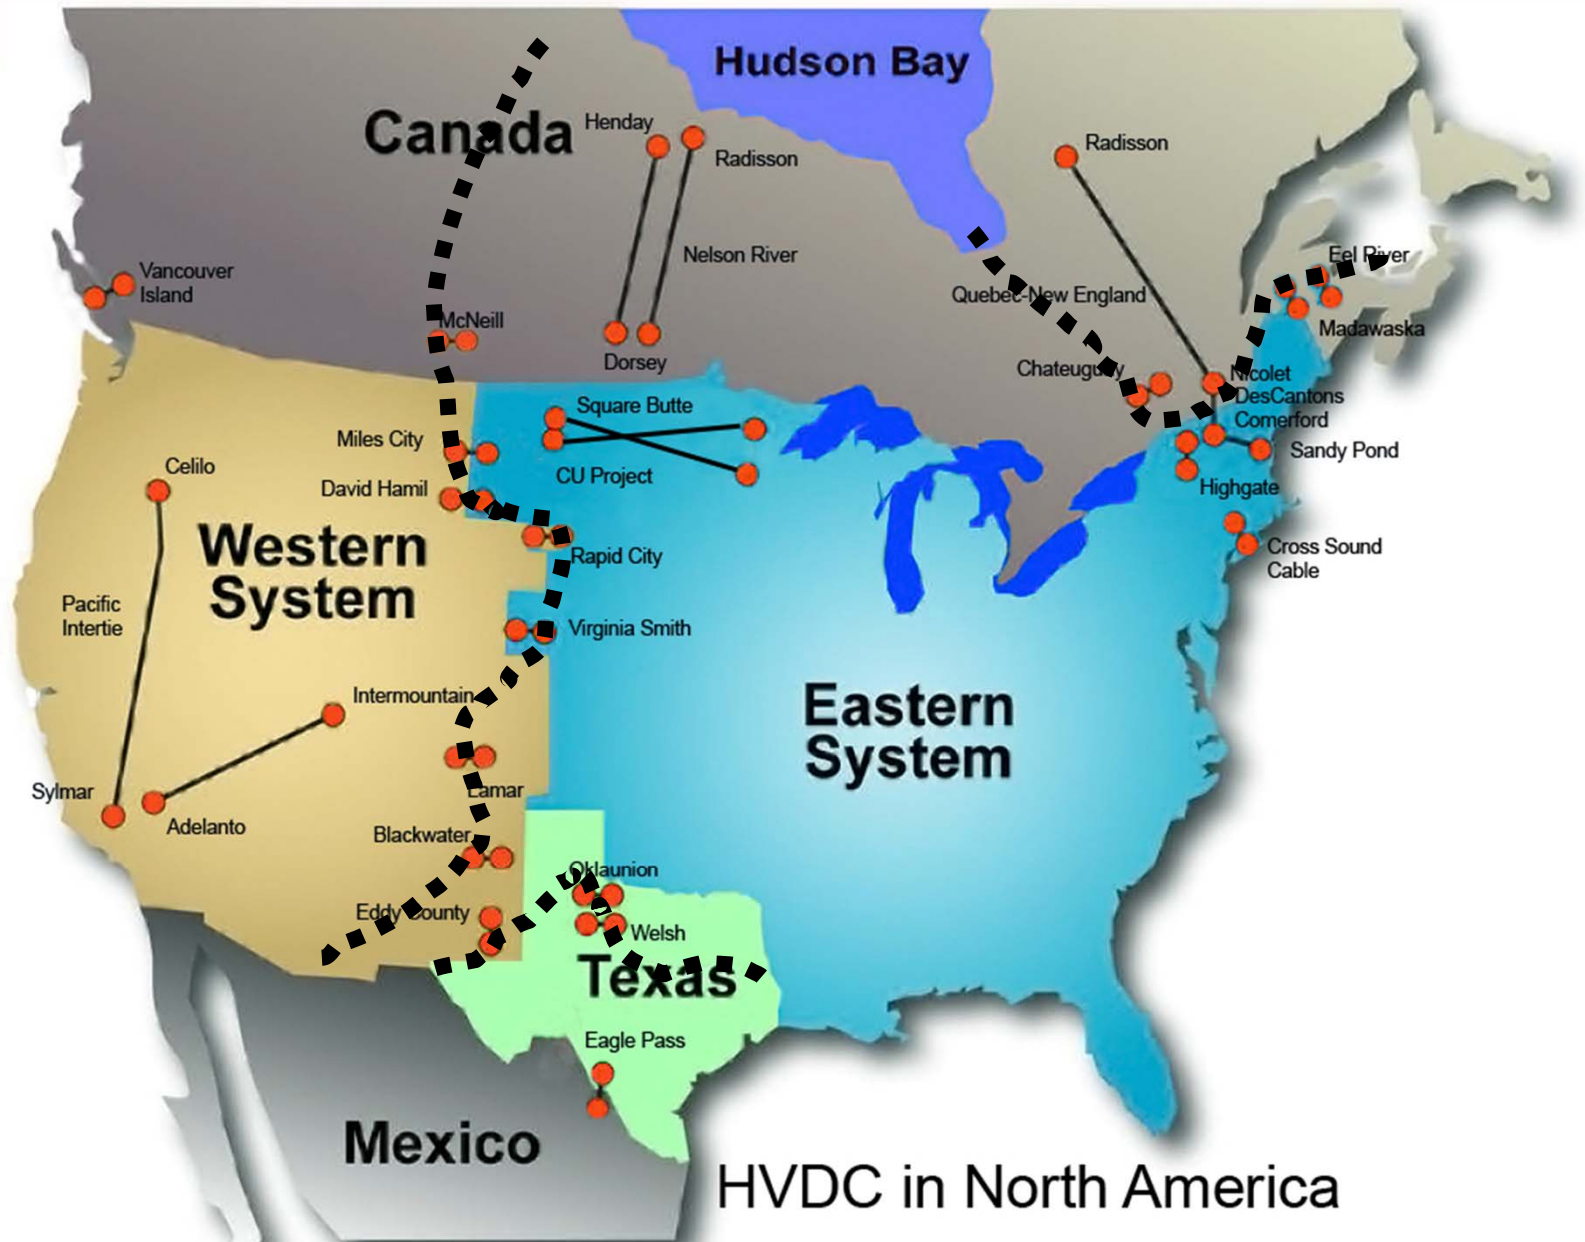 Hudson Bay
Canada
Henday
Radisson
Radisson
Nelson River
Vancouver
Island
Eel River
Quebec-New England
McNeill
Madawaska
Dorsey
Chateuguay
Nicolet
DesCantons
Comerford
Square Butte
Miles City
Sandy Pond
Celilo
CU Project
David Hamil
Highgate
Western
System
Rapid City
Cross Sound
Cable
Pacific
Intertie
Virginia Smith
Intermountain
Eastern
System
Sylmar
Lamar
Adelanto
Blackwater
Oklaunion
Eddy County
Welsh
Texas
Eagle Pass
Mexico
HVDC in North America